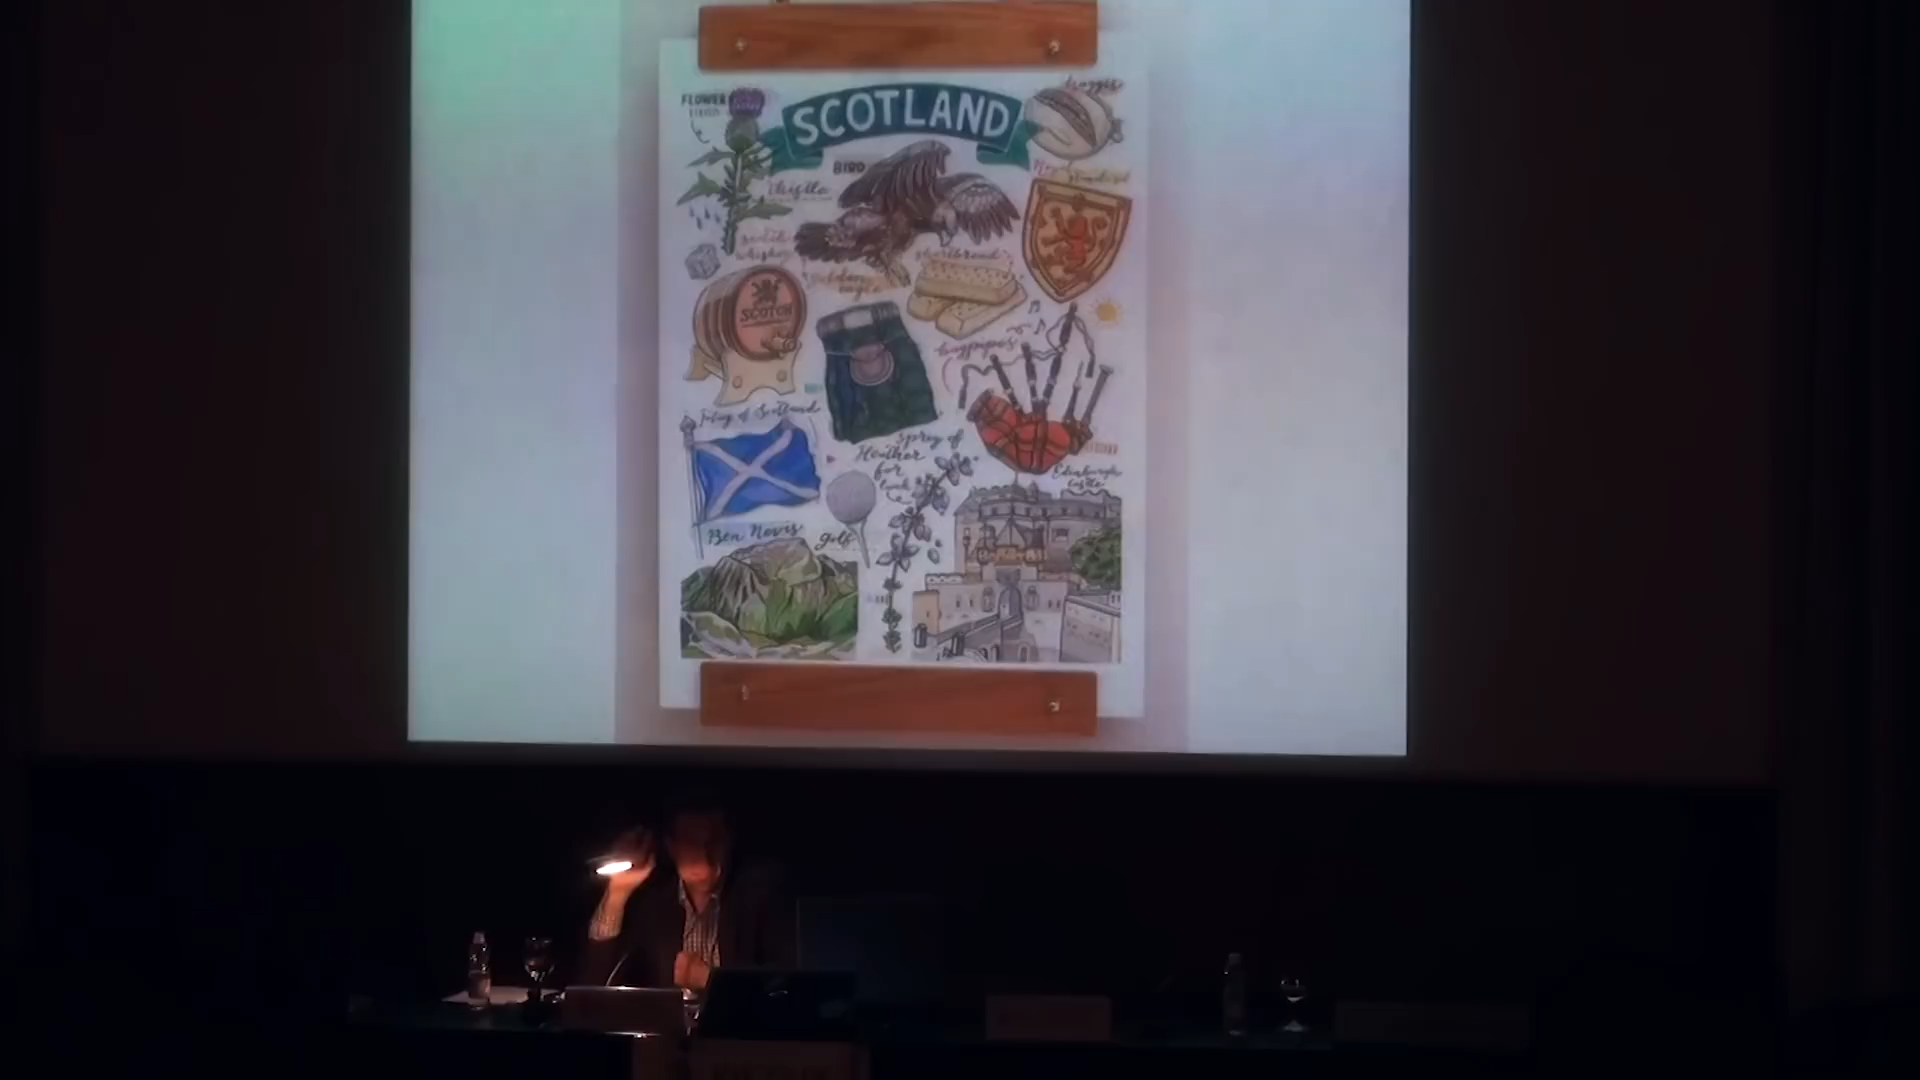 FLOWER
SCOTLAND
haggis
BIRD
thistle
scotch
whiskey
golden
eagle
shortbread
SCOTCH
bagpipes
Flag of Scotland
Spray of
Heather
for
luck
Edinburgh
castle
Ben Nevis
golf